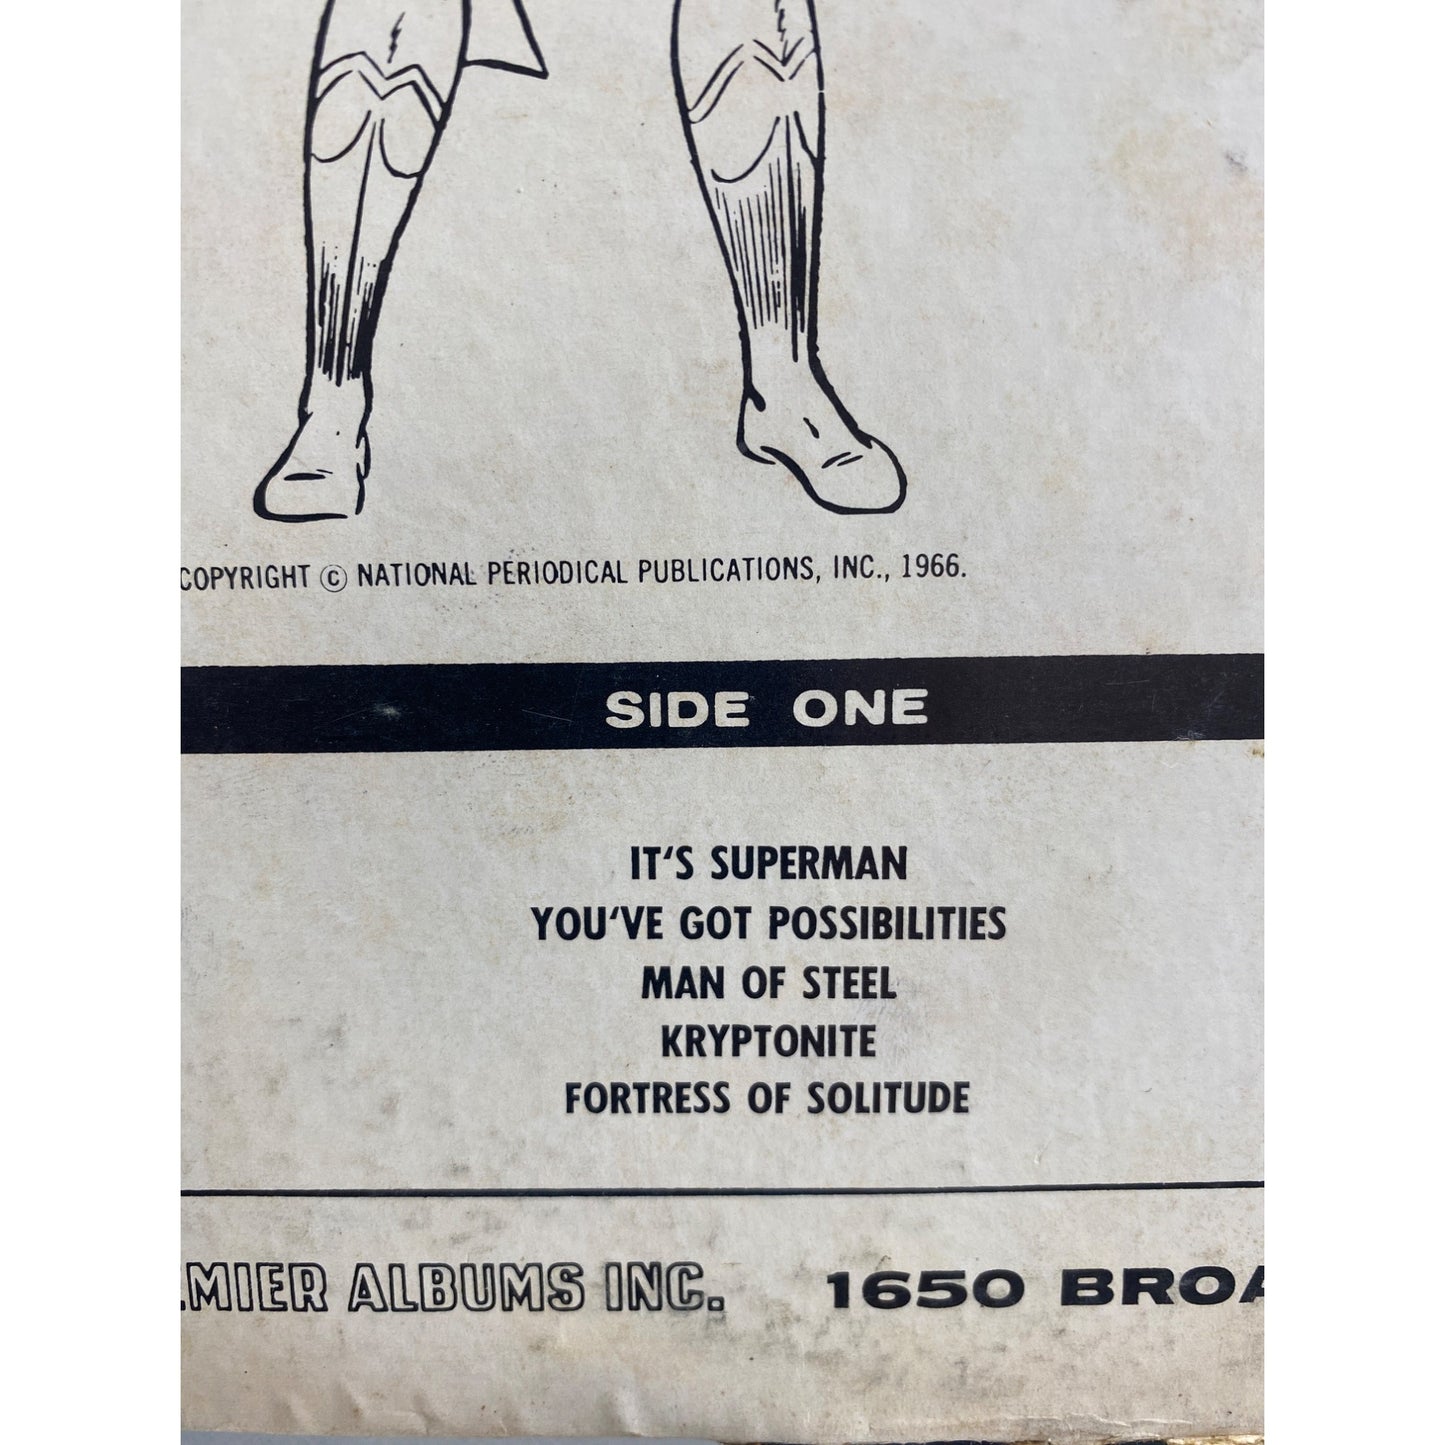 COPYRIGHT © NATIONAL PERIODICAL PUBLICATIONS, INC., 1966.
SIDE ONE
IT'S SUPERMAN
YOU'VE GOT POSSIBILITIES
MAN OF STEEL
KRYPTONITE
FORTRESS OF SOLITUDE
EMIER ALBUMS INC. 1650 BROA